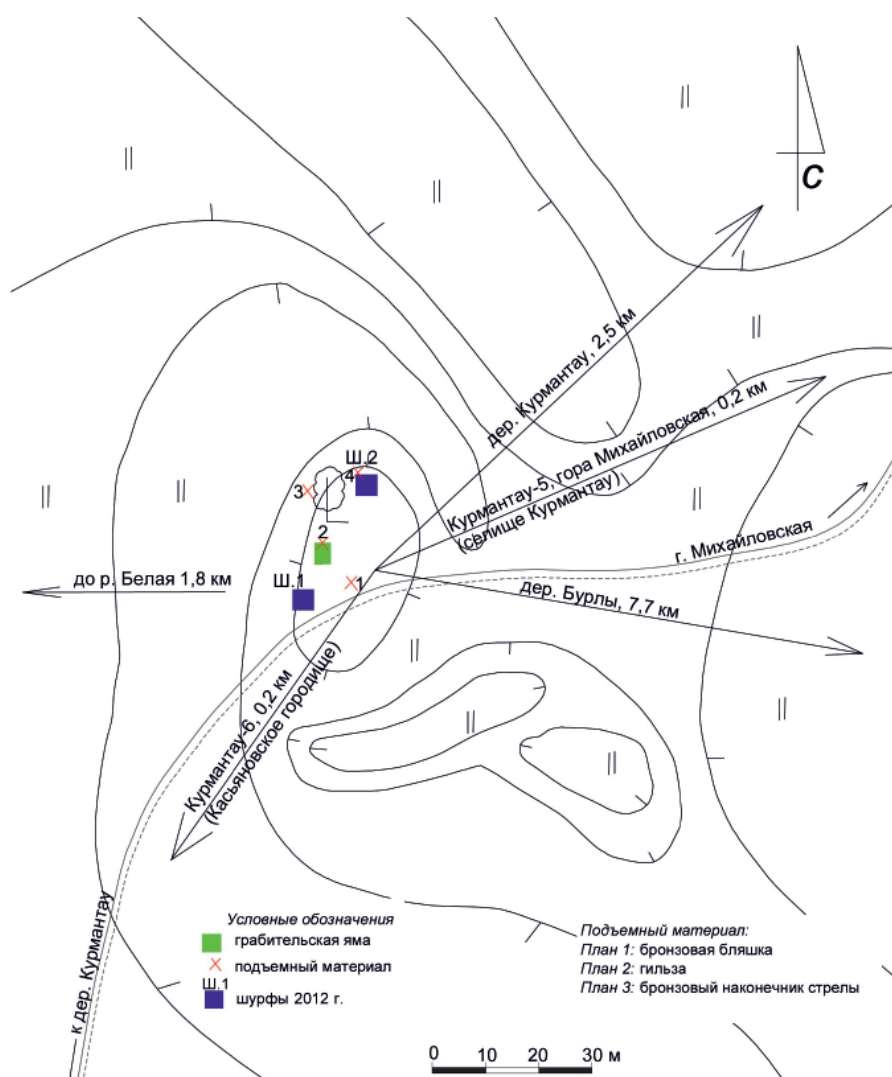 С
дер. Курмантау, 2,5 км
Курмантау-5, гора Михайловская, 0,2 км
(селище Курмантау)
Ш.2
4
3
2
г. Михайловская
до р. Белая 1,8 км
Ш.1
1
дер. Бурлы, 7,7 км
Курмантау-6, 0,2 км
(Касьяновское городище)
к дер. Курмантау
Условные обозначения
грабительская яма
подъемный материал
Ш.1
шурфы 2012 г.
Подъемный материал:
План 1: бронзовая бляшка
План 2: гильза
План 3: бронзовый наконечник стрелы
0 10 20 30 м